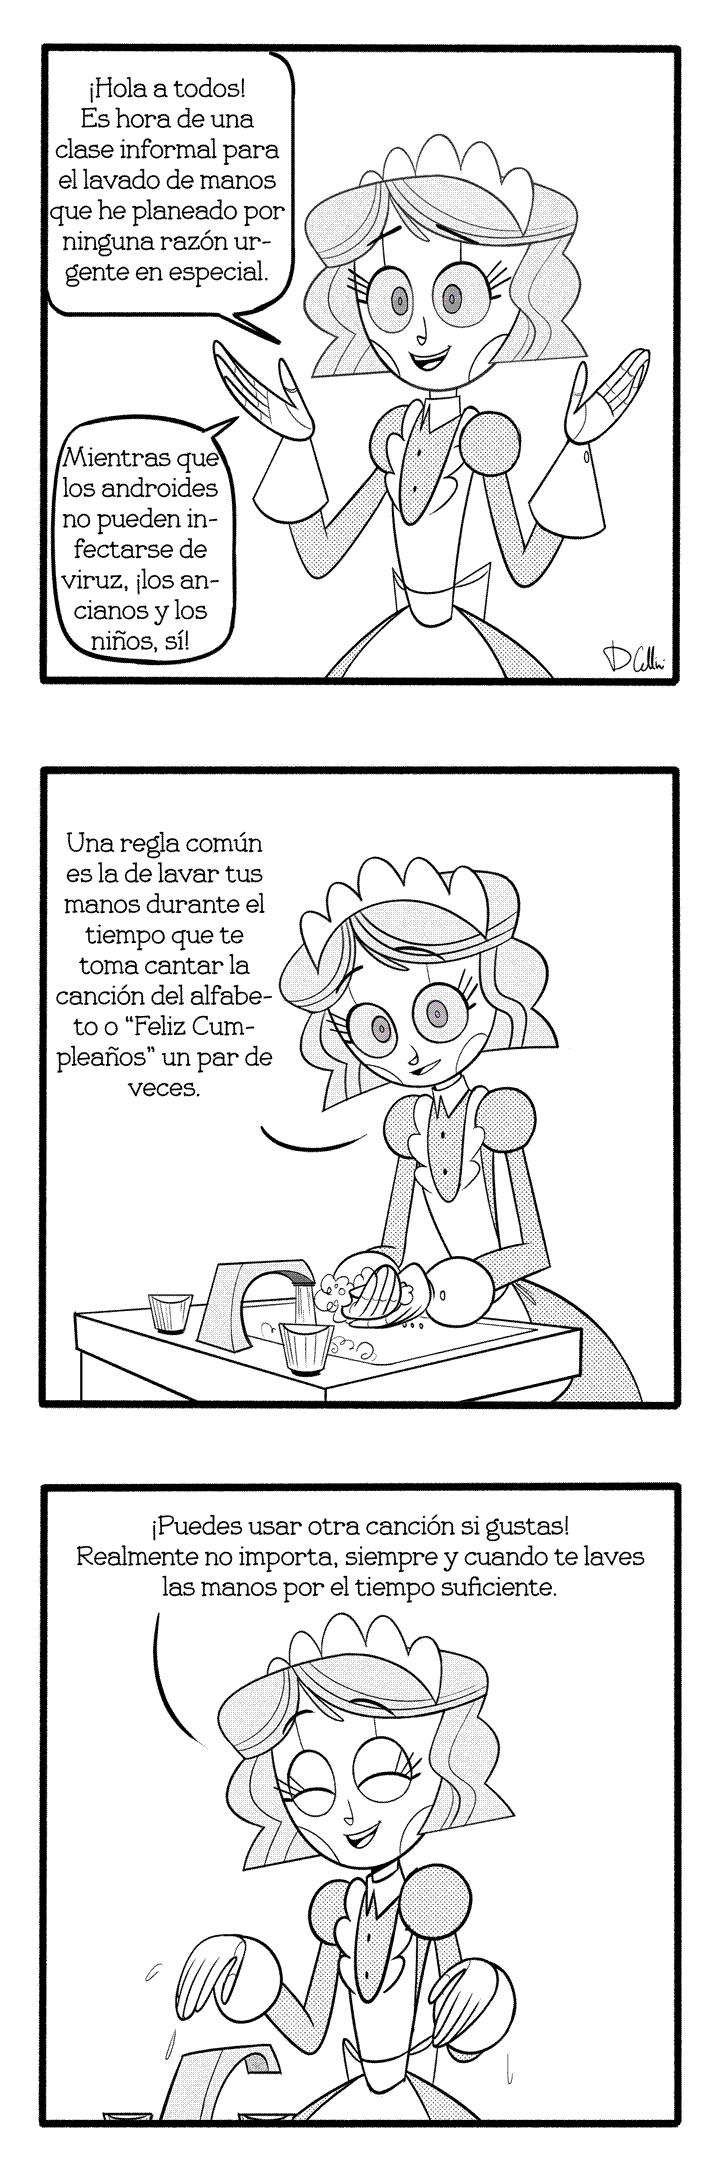 ¡Hola a todos!
Es hora de una
clase informal para
el lavado de manos
que he planeado por
ninguna razón ur-
gente en especial.
Mientras que
los androides
no pueden in-
fectarse de
viruz, ¡los an-
cianos y los
niños, sí!
D Cellini
Una regla común
es la de lavar tus
manos durante el
tiempo que te
toma cantar la
canción del alfabe-
to o “Feliz Cum-
pleaños” un par de
veces.
¡Puedes usar otra canción si gustas!
Realmente no importa, siempre y cuando te laves
las manos por el tiempo suficiente.